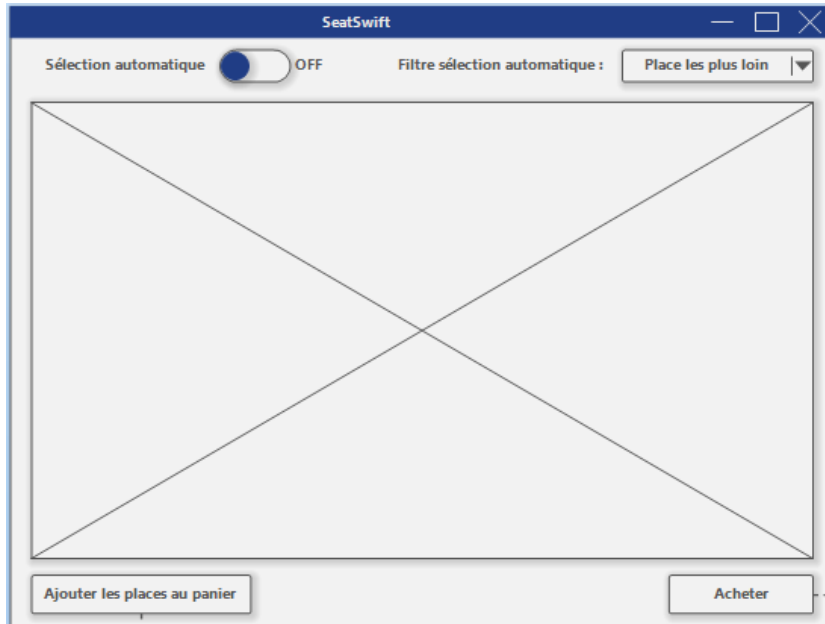 SeatSwift
Sélection automatique OFF Filtre sélection automatique : Place les plus loin
Ajouter les places au panier Acheter